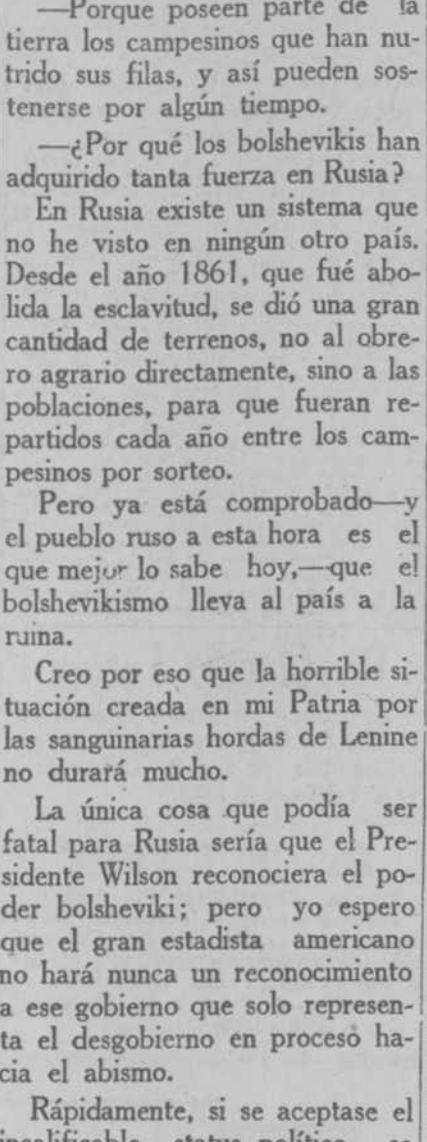 —Porque poseen parte de la
tierra los campesinos que han nu-
trido sus filas, y así pueden sos-
tenerse por algún tiempo.
—¿Por qué los bolshevikis han
adquirido tanta fuerza en Rusia?
En Rusia existe un sistema que
no he visto en ningún otro país.
Desde el año 1861, que fué abo-
lida la esclavitud, se dió una gran
cantidad de terrenos, no al obre-
ro agrario directamente, sino a las
poblaciones, para que fueran re-
partidos cada año entre los cam-
pesinos por sorteo.
Pero ya está comprobado—y
el pueblo ruso a esta hora es el
que mejor lo sabe hoy,—que el
bolshevikismo lleva al país a la
ruina.
Creo por eso que la horrible si-
tuación creada en mi Patria por
las sanguinarias hordas de Lenine
no durará mucho.
La única cosa que podía ser
fatal para Rusia sería que el Pre-
sidente Wilson reconociera el po-
der bolsheviki; pero yo espero
que el gran estadista americano
no hará nunca un reconocimiento
a ese gobierno que solo represen-
ta el desgobierno en proceso ha-
cia el abismo.
Rápidamente, si se aceptase el